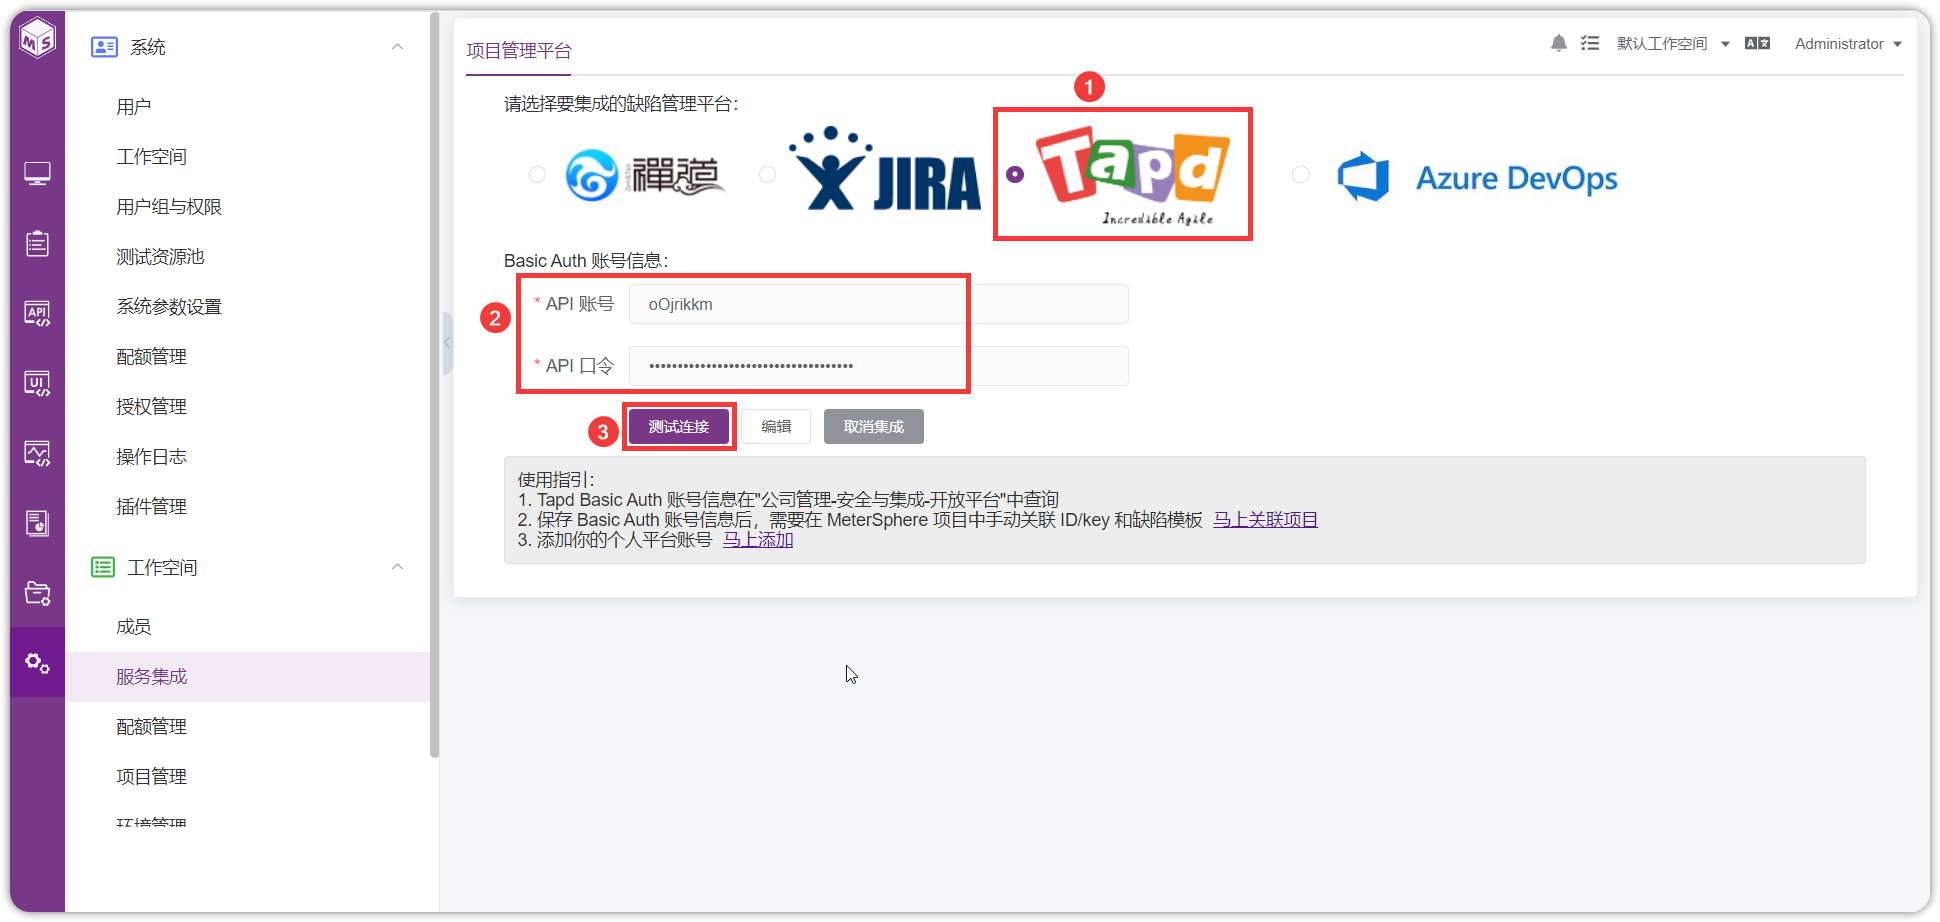 MS
系统
用户
工作空间
用户组与权限
测试资源池
系统参数设置
配额管理
授权管理
操作日志
插件管理
工作空间
成员
服务集成
配额管理
项目管理
环境管理
API
UI
项目管理平台
默认工作空间
Administrator
请选择要集成的缺陷管理平台：
1
禪道
JIRA
Tapd
Incredible Agile
Azure DevOps
Basic Auth 账号信息：
2
* API 账号 oOjrikkm
* API 口令 ••••••••••••••••••••••••••••••••••••
3
测试连接 编辑 取消集成
使用指引：
1. Tapd Basic Auth 账号信息在"公司管理-安全与集成-开放平台"中查询
2. 保存 Basic Auth 账号信息后，需要在 MeterSphere 项目中手动关联 ID/key 和缺陷模板 马上关联项目
3. 添加你的个人平台账号 马上添加